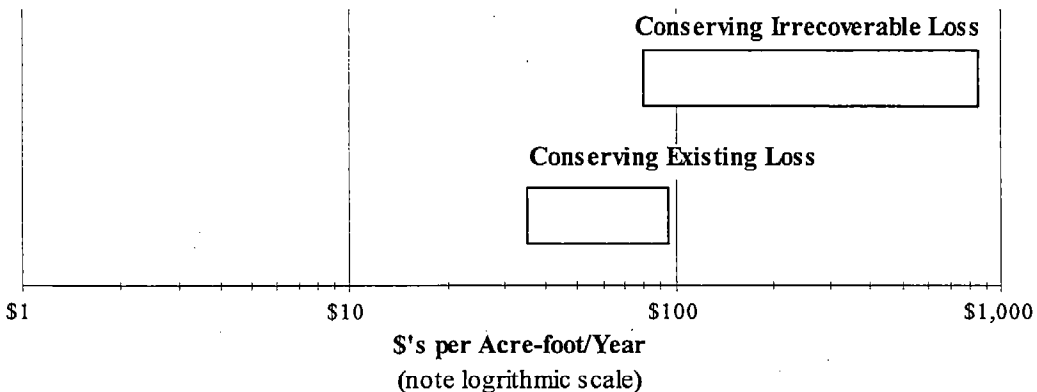 Conserving Irrecoverable Loss
Conserving Existing Loss
$1 $10 $100 $1,000
$'s per Acre-foot/Year
(note logrithmic scale)